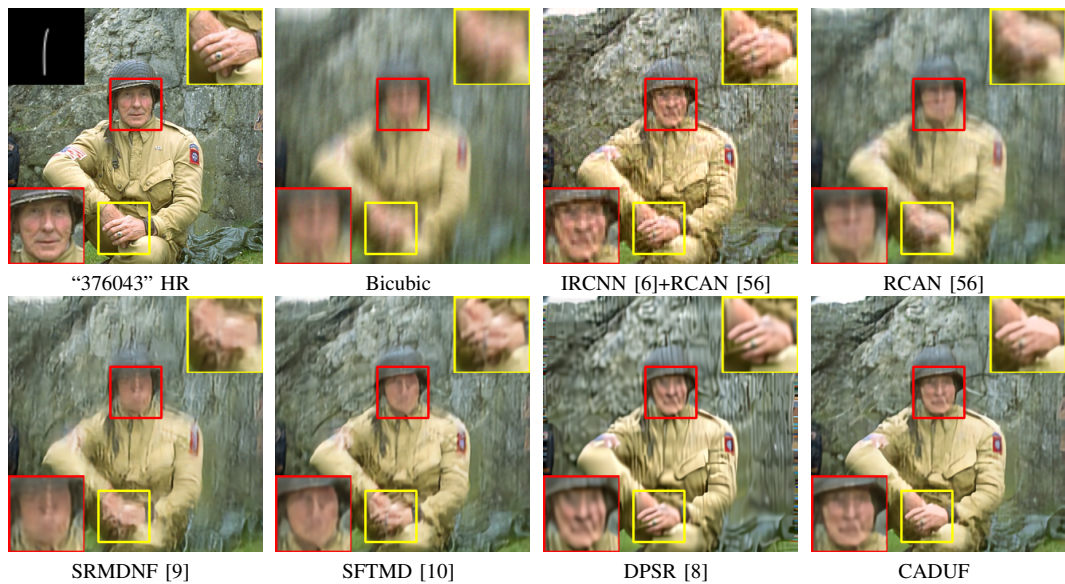 “376043” HR
Bicubic
IRCNN [6]+RCAN [56]
RCAN [56]
SRMDNF [9]
SFTMD [10]
DPSR [8]
CADUF